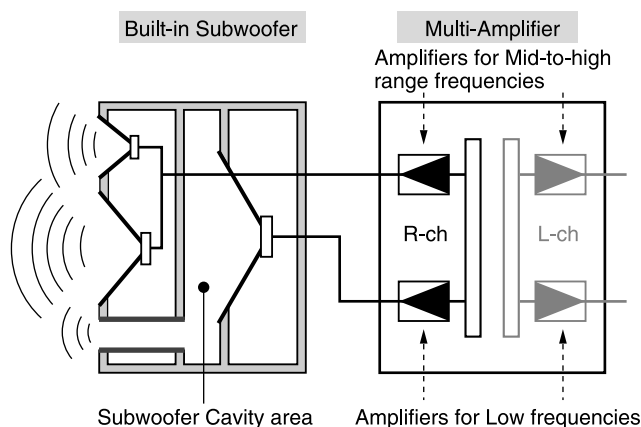 Built-in Subwoofer
Multi-Amplifier
Amplifiers for Mid-to-high
range frequencies
R-ch
L-ch
Subwoofer Cavity area
Amplifiers for Low frequencies